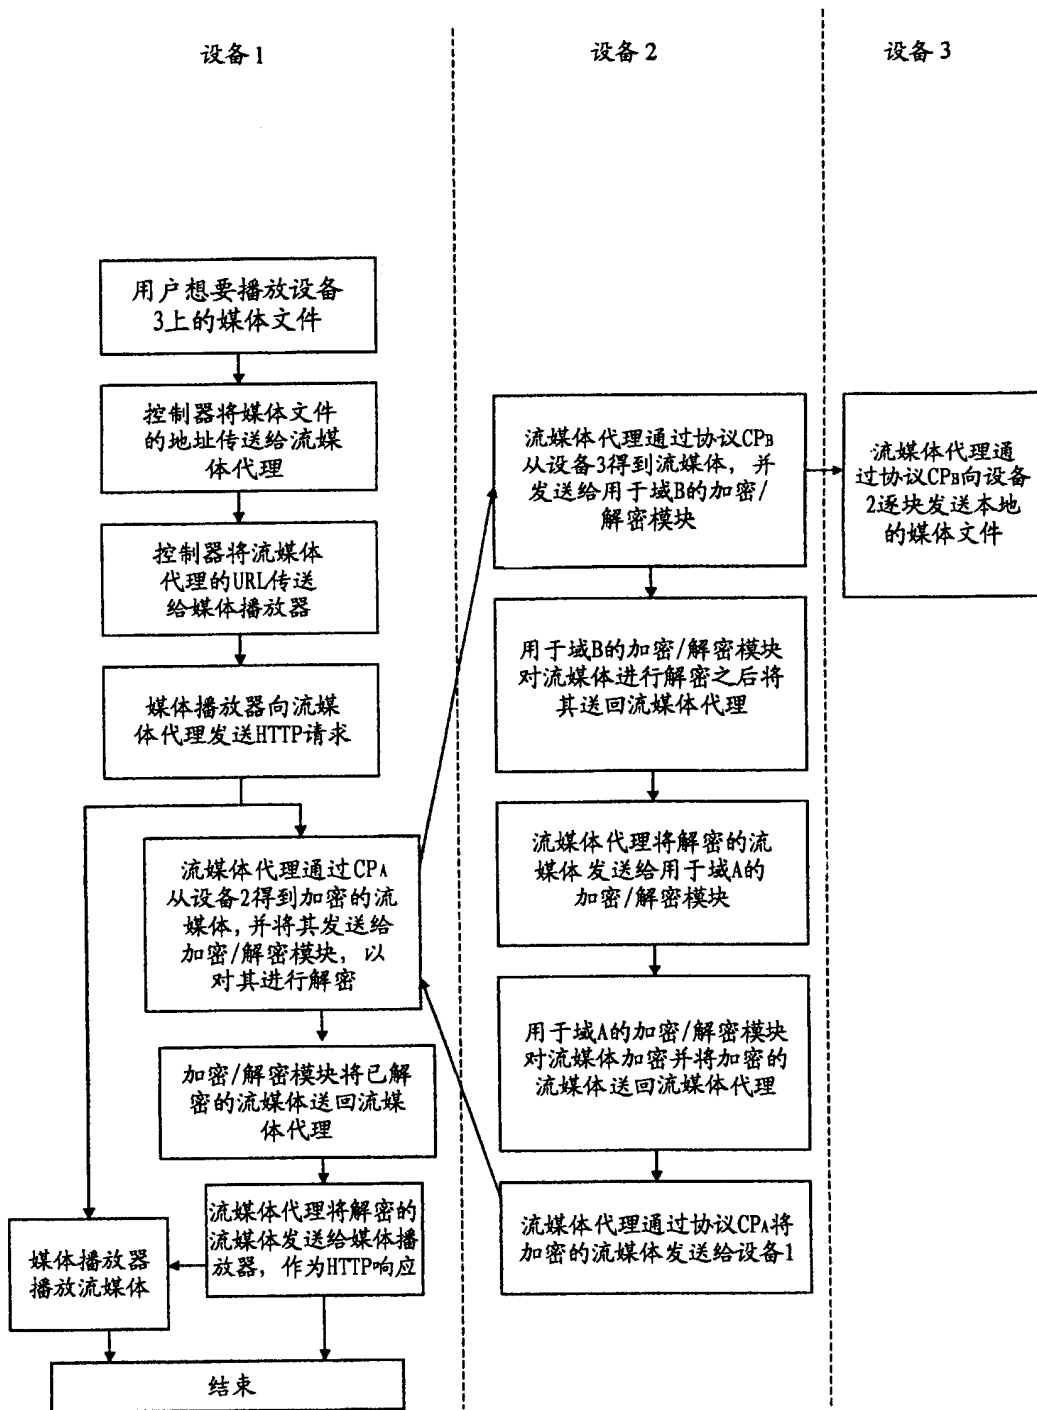 设备1
设备2
设备3
用户想要播放设备
3上的媒体文件
控制器将媒体文件
的地址传送给流媒
体代理
控制器将流媒体
代理的URL传送
给媒体播放器
媒体播放器向流媒
体代理发送HTTP请求
流媒体代理通过CPA
从设备2得到加密的流
媒体,并将其发送给
加密/解密模块，以
对其进行解密
加密/解密模块将已解
密的流媒体送回流媒
体代理
流媒体代理将解密的
流媒体发送给媒体播
放器，作为HTTP响应
媒体播放器
播放流媒体
结束
流媒体代理通过协议CPB
从设备3得到流媒体，并
发送给用于域B的加密/
解密模块
用于域B的加密/解密模块
对流媒体进行解密之后将
其送回流媒体代理
流媒体代理将解密的流
媒体发送给用于域A的
加密/解密模块
用于域A的加密/解密模块
对流媒体加密并将加密的
流媒体送回流媒体代理
流媒体代理通过协议CPA将
加密的流媒体发送给设备1
流媒体代理通
过协议CPB向设备
2逐块发送本地
的媒体文件